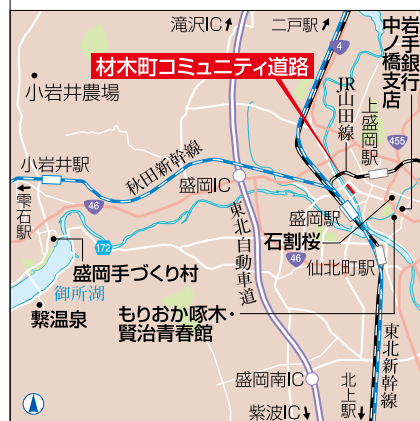 滝沢IC
二戸駅
4
岩手銀行
中ノ橋支店
材木町コミュニティ道路
小岩井農場
JR山田線
上盛岡駅
455
小岩井駅
秋田新幹線
盛岡IC
雫石駅
46
東北自動車道
盛岡駅
172
石割桜
46
仙北町駅
盛岡手づくり村
御所湖
繋温泉
もりおか啄木・
賢治青春館
東北新幹線
盛岡南IC
北上駅
紫波IC